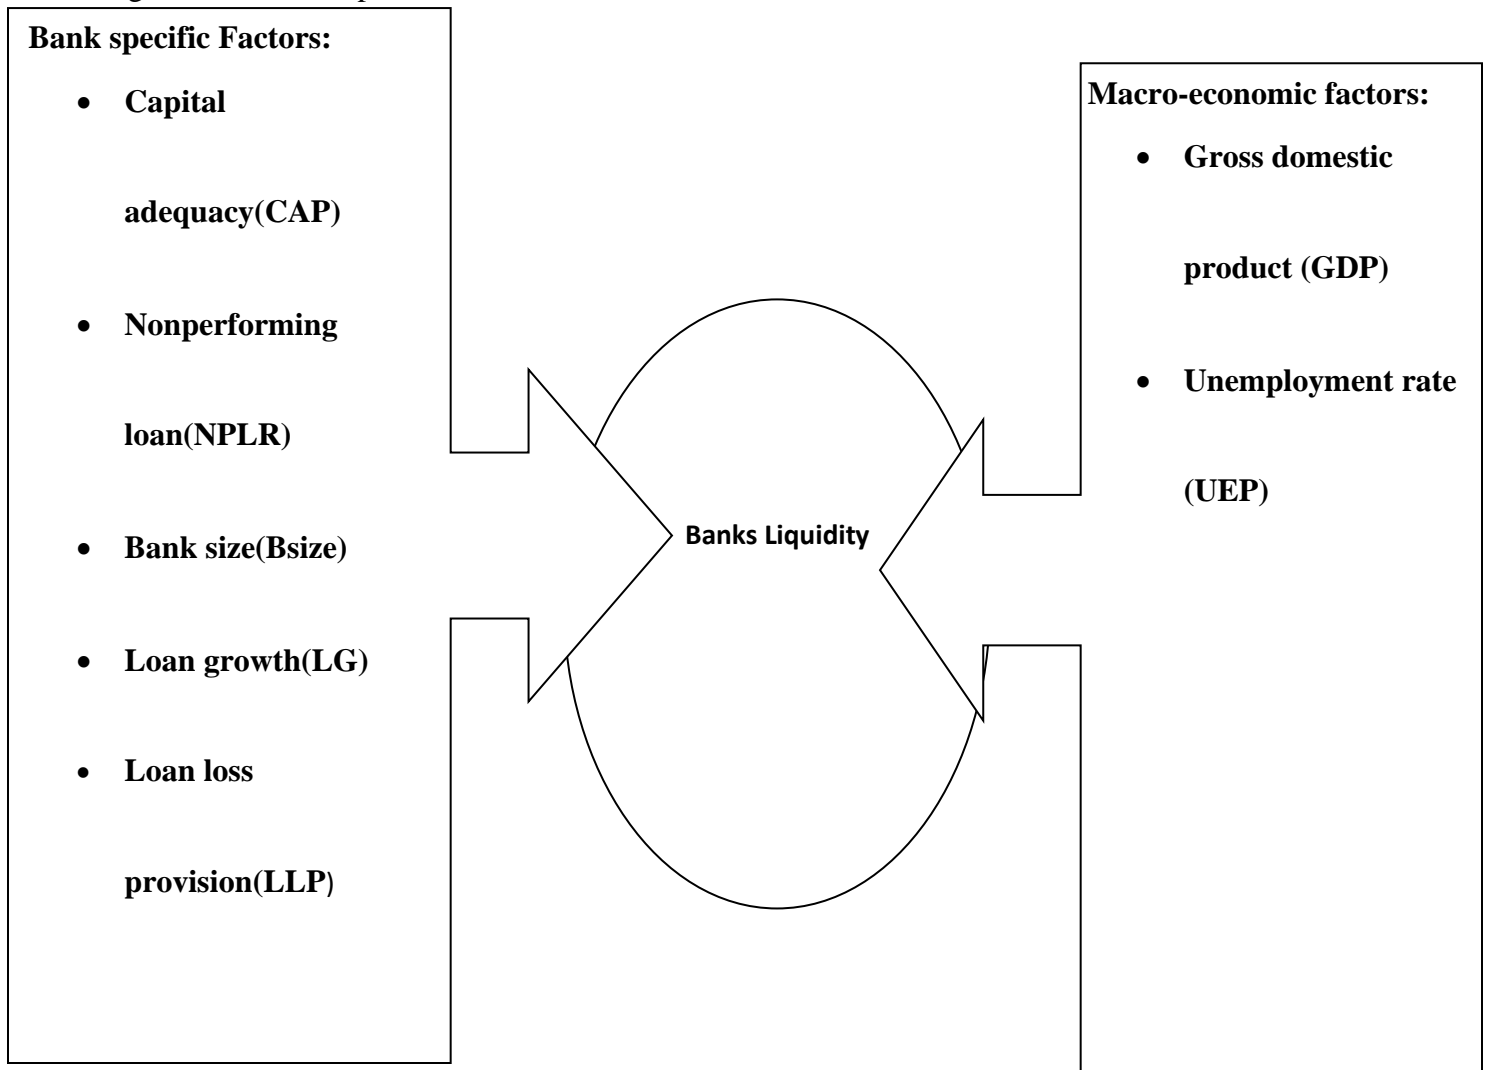 Bank specific Factors:
• Capital
adequacy(CAP)
• Nonperforming
loan(NPLR)
• Bank size(Bsize)
• Loan growth(LG)
• Loan loss
provision(LLP)
Banks Liquidity
Macro-economic factors:
• Gross domestic
product (GDP)
• Unemployment rate
(UEP)